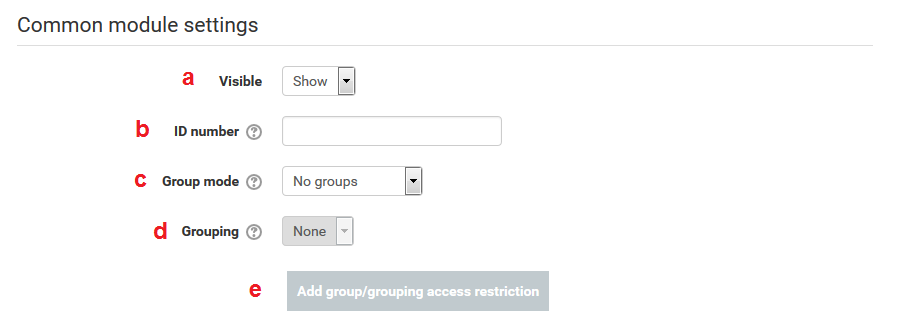 Common module settings
a Visible Show
b ID number ?
c Group mode ? No groups
d Grouping ? None
e Add group/grouping access restriction